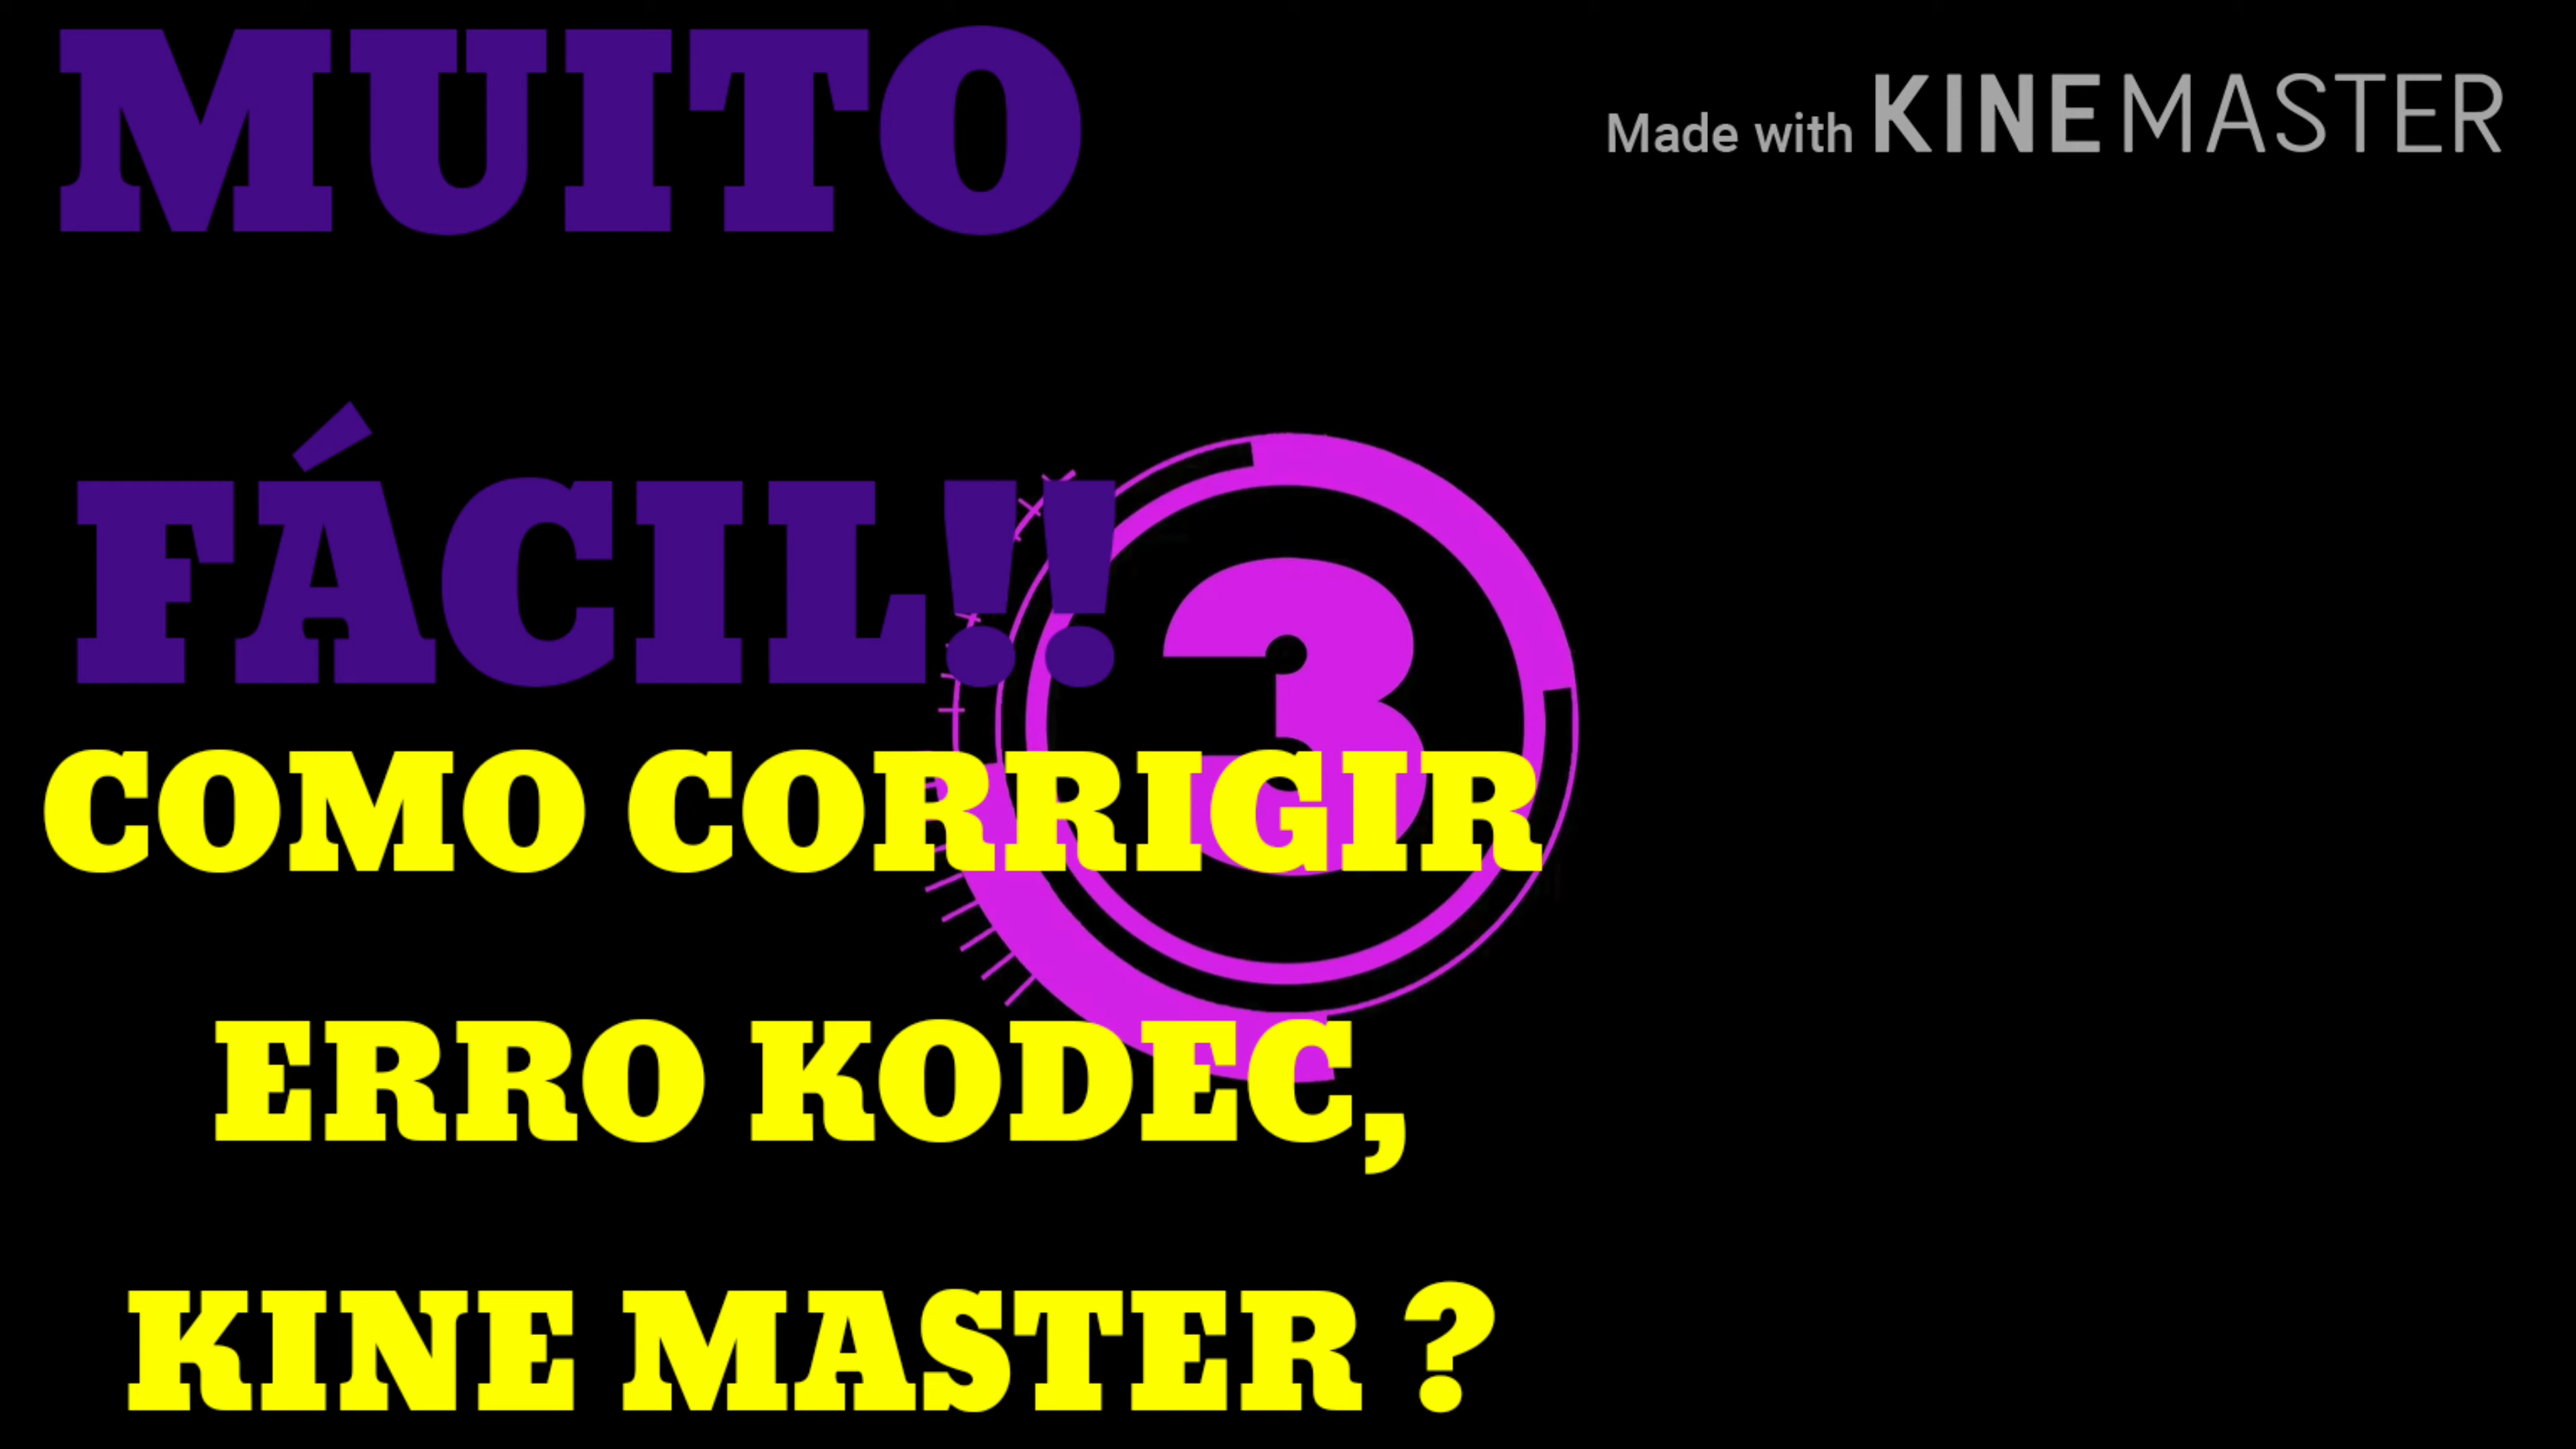 MUITO
Made with KINEMASTER
FÁCIL!!
3
COMO CORRIGIR
ERRO KODEC,
KINE MASTER ?